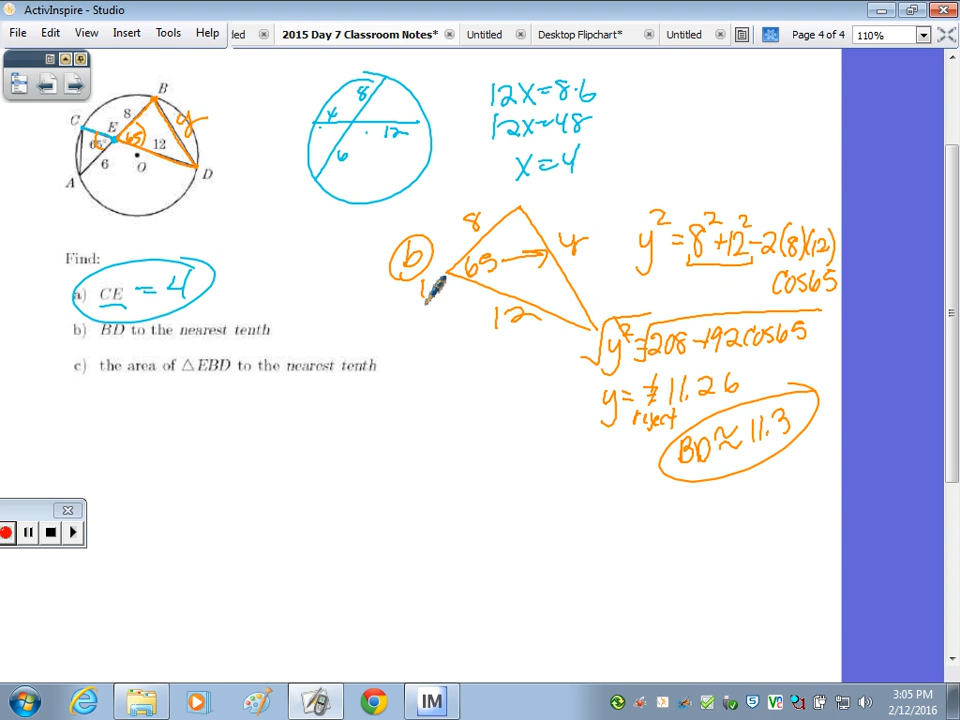 ActivInspire - Studio
File Edit View Insert Tools Help
led 2015 Day 7 Classroom Notes* Untitled Desktop Flipchart* Untitled Page 4 of 4 110%
B
C
8
y
E
65
65°
12
6
O
A
D
8
4
12
6
12x=8·6
12x=48
x=4
Find:
a) CE = 4
b) BD to the nearest tenth
c) the area of △EBD to the nearest tenth
b
8
65
y
12
y²=8²+12²-2(8)(12)
cos65
√y²=√208-192cos65
y=±11.26
reject
BD≈11.3
IM
3:05 PM
2/12/2016